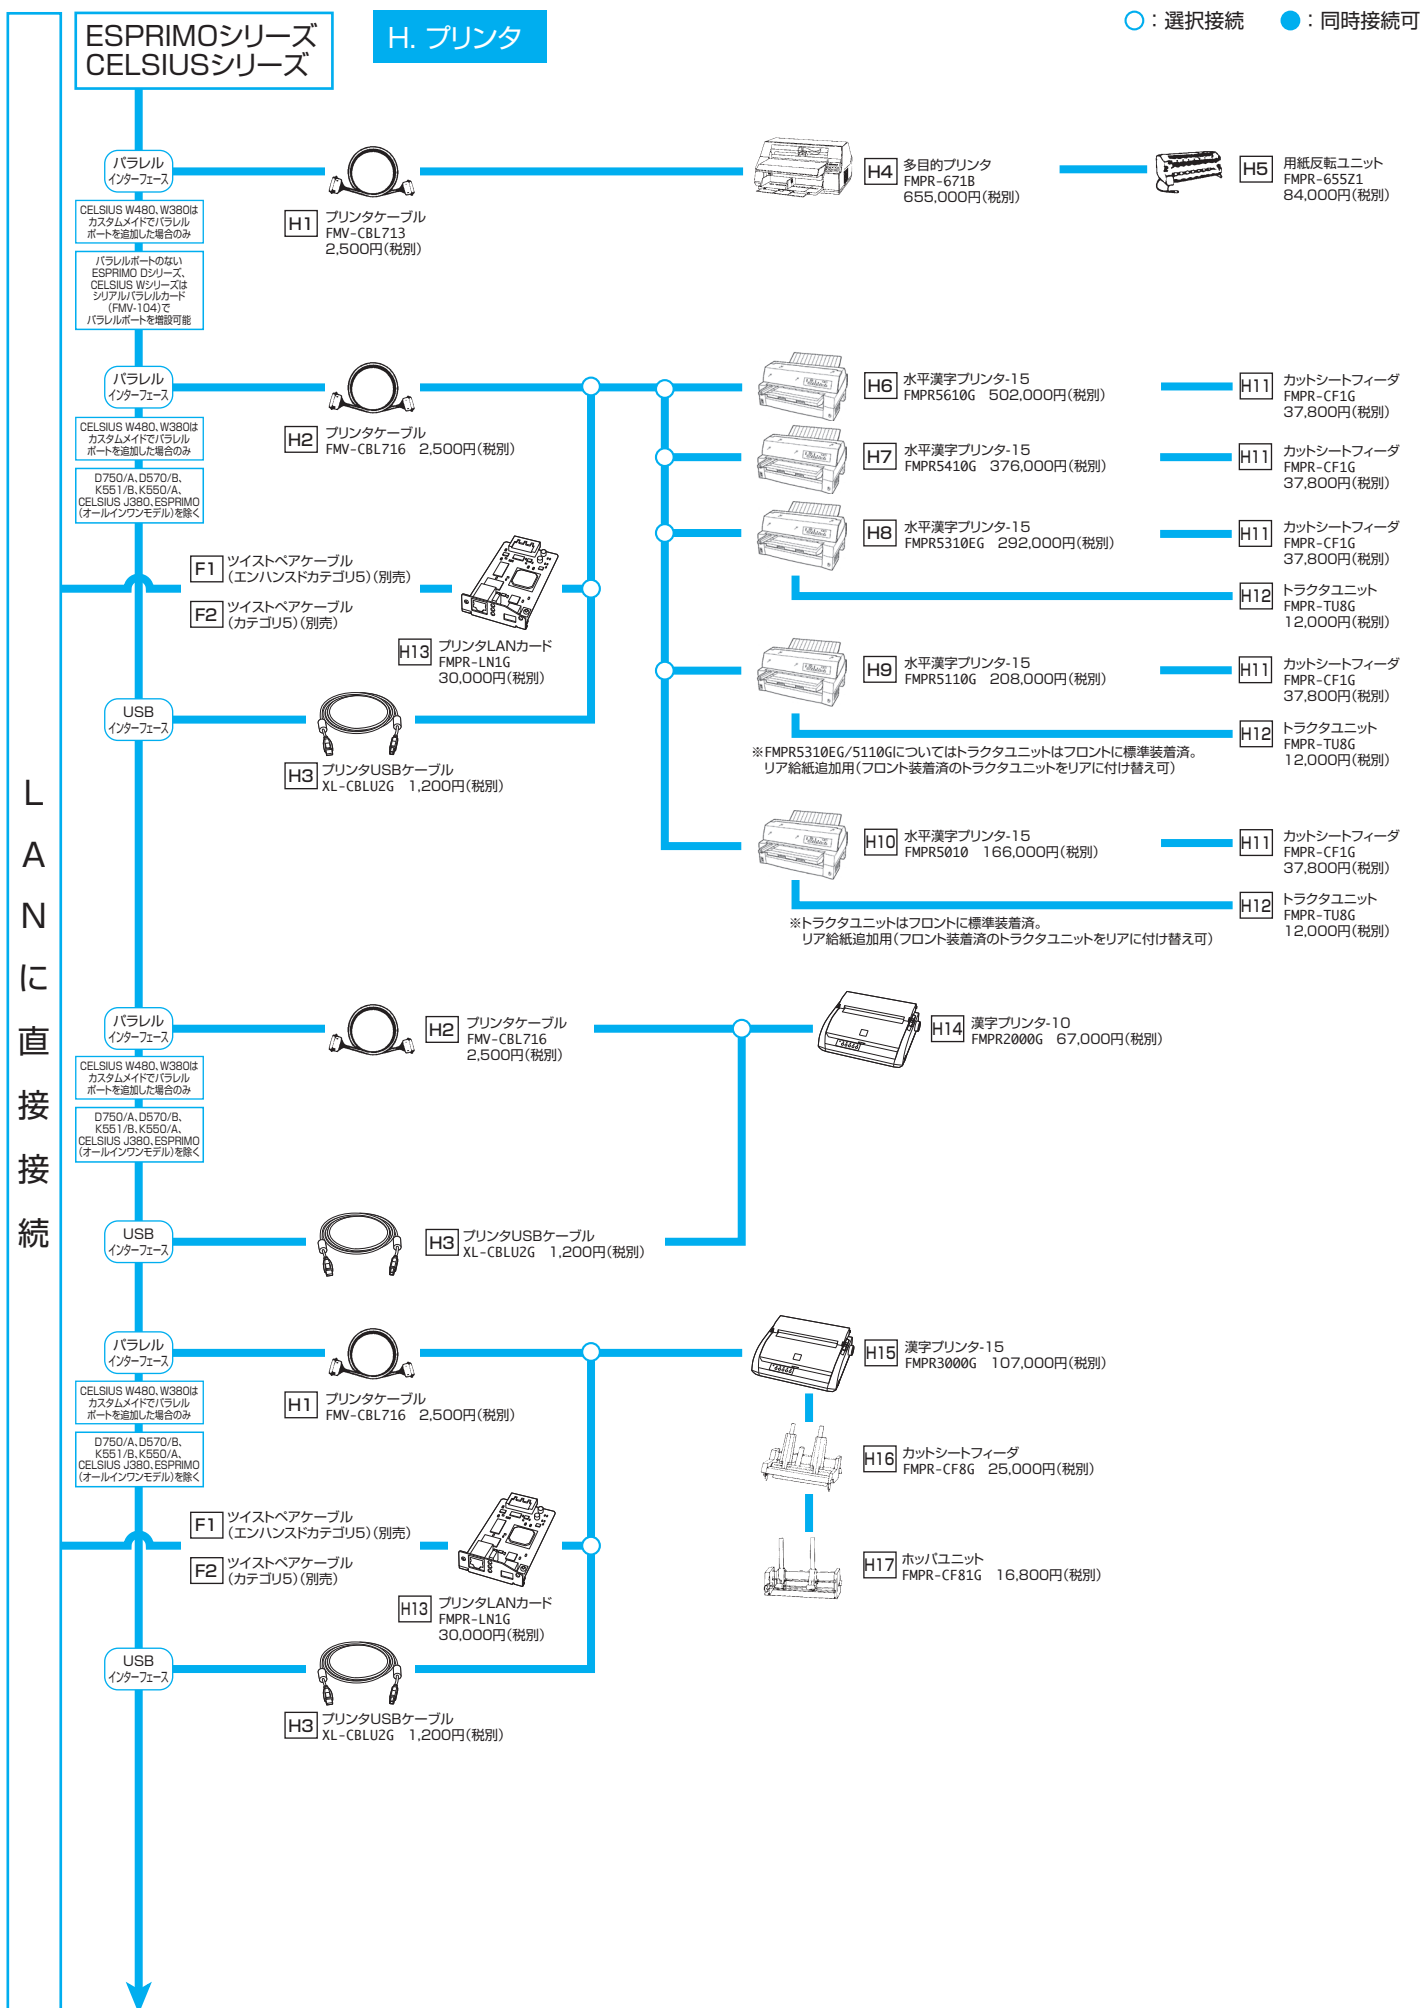 ESPRIMOシリーズ
CELSIUSシリーズ
H. プリンタ
○：選択接続　●：同時接続可
LANに直接接続
パラレル
インターフェース
CELSIUS W480、W380は
カスタムメイドでパラレル
ポートを追加した場合のみ
パラレルポートのない
ESPRIMO Dシリーズ、
CELSIUS Wシリーズは
シリアルパラレルカード
（FMV-104）で
パラレルポートを増設可能
H1 プリンタケーブル
FMV-CBL713
2,500円（税別）
H4 多目的プリンタ
FMPR-671B
655,000円（税別）
H5 用紙反転ユニット
FMPR-655Z1
84,000円（税別）
パラレル
インターフェース
CELSIUS W480、W380は
カスタムメイドでパラレル
ポートを追加した場合のみ
D750/A、D570/B、
K551/B、K550/A、
CELSIUS J380、ESPRIMO
（オールインワンモデル）を除く
H2 プリンタケーブル
FMV-CBL716 2,500円（税別）
F1 ツイストペアケーブル
（エンハンスドカテゴリ5）（別売）
F2 ツイストペアケーブル
（カテゴリ5）（別売）
H13 プリンタLANカード
FMPR-LN1G
30,000円（税別）
USB
インターフェース
H3 プリンタUSBケーブル
XL-CBLU2G 1,200円（税別）
H6 水平漢字プリンタ-15
FMPR5610G 502,000円（税別）
H11 カットシートフィーダ
FMPR-CF1G
37,800円（税別）
H7 水平漢字プリンタ-15
FMPR5410G 376,000円（税別）
H11 カットシートフィーダ
FMPR-CF1G
37,800円（税別）
H8 水平漢字プリンタ-15
FMPR5310EG 292,000円（税別）
H11 カットシートフィーダ
FMPR-CF1G
37,800円（税別）
H12 トラクタユニット
FMPR-TU8G
12,000円（税別）
H9 水平漢字プリンタ-15
FMPR5110G 208,000円（税別）
H11 カットシートフィーダ
FMPR-CF1G
37,800円（税別）
H12 トラクタユニット
FMPR-TU8G
12,000円（税別）
※FMPR5310EG/5110Gについてはトラクタユニットはフロントに標準装着済。
リア給紙追加用（フロント装着済のトラクタユニットをリアに付け替え可）
H10 水平漢字プリンタ-15
FMPR5010 166,000円（税別）
H11 カットシートフィーダ
FMPR-CF1G
37,800円（税別）
H12 トラクタユニット
FMPR-TU8G
12,000円（税別）
※トラクタユニットはフロントに標準装着済。
リア給紙追加用（フロント装着済のトラクタユニットをリアに付け替え可）
パラレル
インターフェース
CELSIUS W480、W380は
カスタムメイドでパラレル
ポートを追加した場合のみ
D750/A、D570/B、
K551/B、K550/A、
CELSIUS J380、ESPRIMO
（オールインワンモデル）を除く
H2 プリンタケーブル
FMV-CBL716
2,500円（税別）
H14 漢字プリンタ-10
FMPR2000G 67,000円（税別）
USB
インターフェース
H3 プリンタUSBケーブル
XL-CBLU2G 1,200円（税別）
パラレル
インターフェース
CELSIUS W480、W380は
カスタムメイドでパラレル
ポートを追加した場合のみ
D750/A、D570/B、
K551/B、K550/A、
CELSIUS J380、ESPRIMO
（オールインワンモデル）を除く
H1 プリンタケーブル
FMV-CBL716 2,500円（税別）
H15 漢字プリンタ-15
FMPR3000G 107,000円（税別）
H16 カットシートフィーダ
FMPR-CF8G 25,000円（税別）
F1 ツイストペアケーブル
（エンハンスドカテゴリ5）（別売）
F2 ツイストペアケーブル
（カテゴリ5）（別売）
H13 プリンタLANカード
FMPR-LN1G
30,000円（税別）
H17 ホッパユニット
FMPR-CF81G 16,800円（税別）
USB
インターフェース
H3 プリンタUSBケーブル
XL-CBLU2G 1,200円（税別）